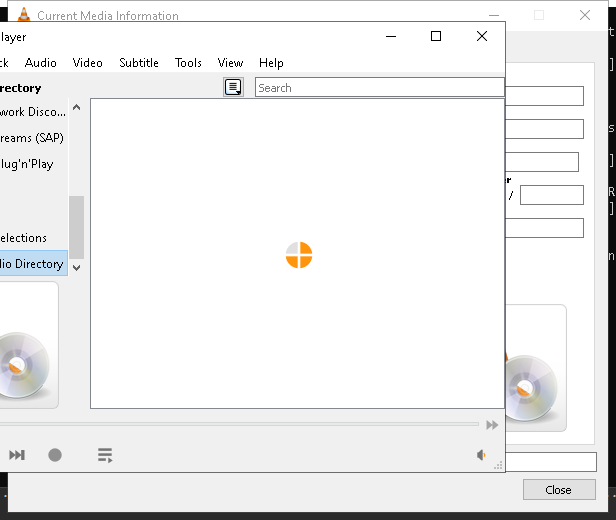 Current Media Information
layer
ck Audio Video Subtitle Tools View Help
rectory
Search
work Disco...
reams (SAP)
lug'n'Play
elections
dio Directory
r
/
Close